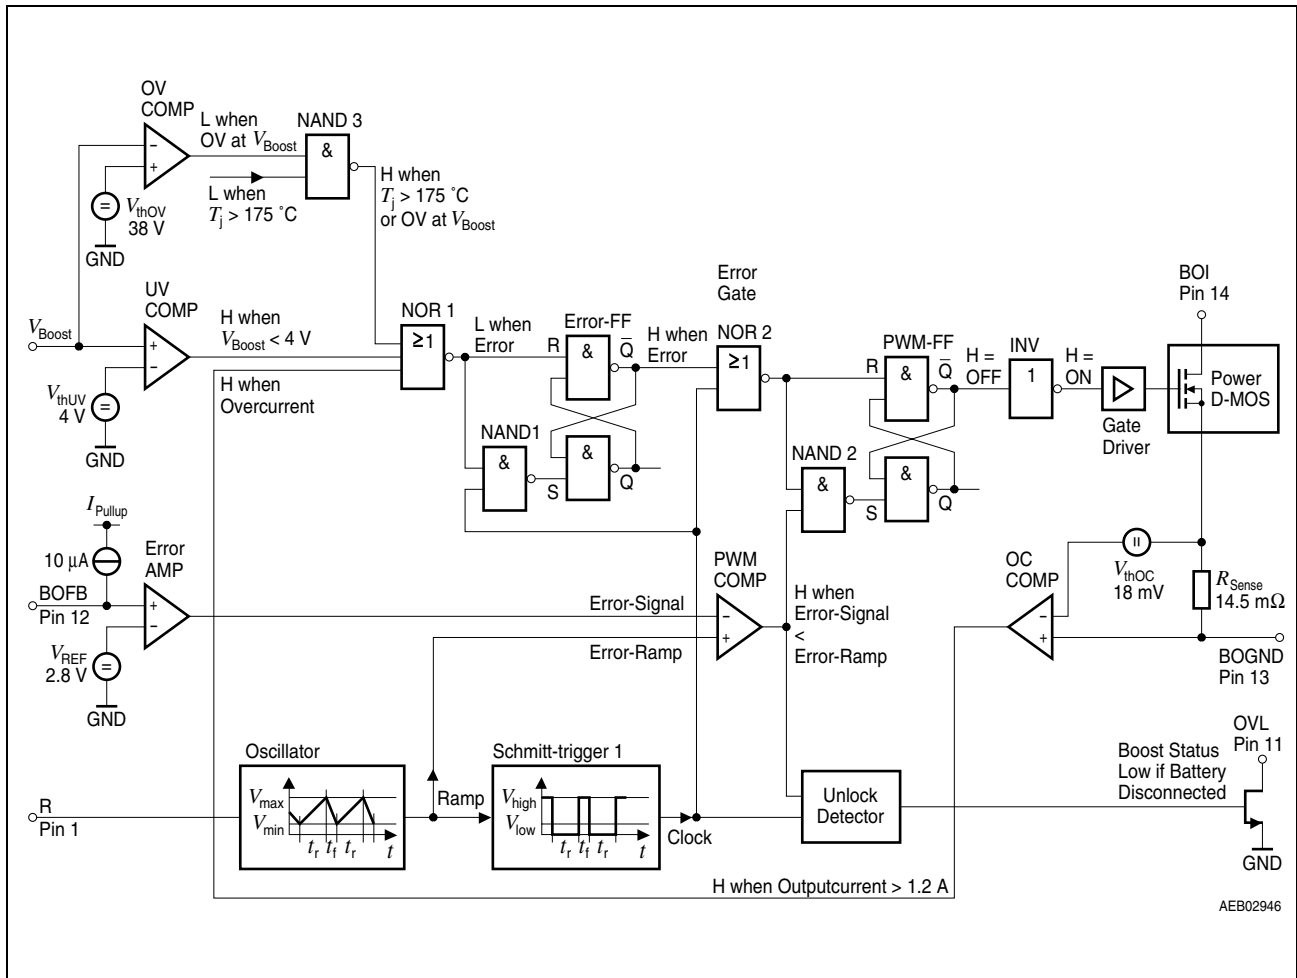 OV
COMP
L when
OV at VBoost
NAND 3
&
H when
Tj > 175 ˚C
or OV at VBoost
L when
Tj > 175 ˚C
−
+
=
VthOV
38 V
GND
UV
COMP
H when
VBoost < 4 V
VBoost
+
−
=
VthUV
4 V
GND
H when
Overcurrent
NOR 1
≥1
L when
Error
Error-FF
R
&
Q̅
H when
Error
NAND1
&
S
&
Q
Error
Gate
NOR 2
≥1
PWM-FF
R
&
Q̅
H =
OFF
INV
1
H =
ON
Gate
Driver
BOI
Pin 14
Power
D-MOS
NAND 2
&
S
&
Q
IPullup
10 µA
BOFB
Pin 12
Error
AMP
+
−
=
VREF
2.8 V
GND
Error-Signal
Error-Ramp
PWM
COMP
−
+
H when
Error-Signal
<
Error-Ramp
OC
COMP
−
+
=
VthOC
18 mV
RSense
14.5 mΩ
BOGND
Pin 13
R
Pin 1
Oscillator
Vmax
Vmin
tr tf tr t
Ramp
Schmitt-trigger 1
Vhigh
Vlow
tr tf tr t
Clock
Unlock
Detector
Boost Status
Low if Battery
Disconnected
OVL
Pin 11
GND
H when Outputcurrent > 1.2 A
AEB02946